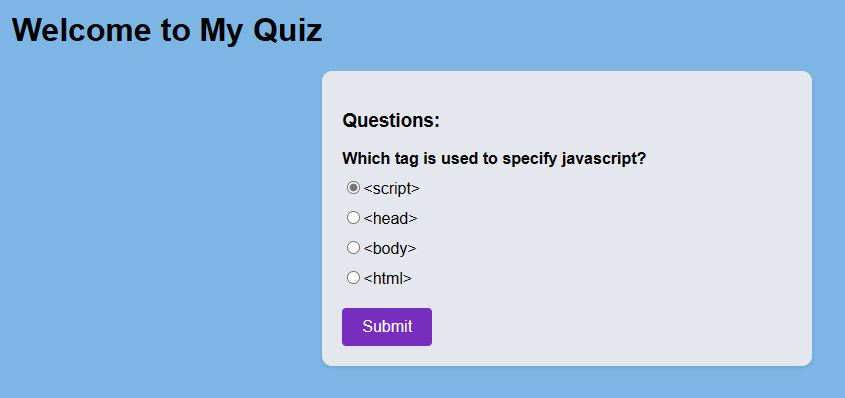 Welcome to My Quiz
Questions:
Which tag is used to specify javascript?
<script>
<head>
<body>
<html>
Submit